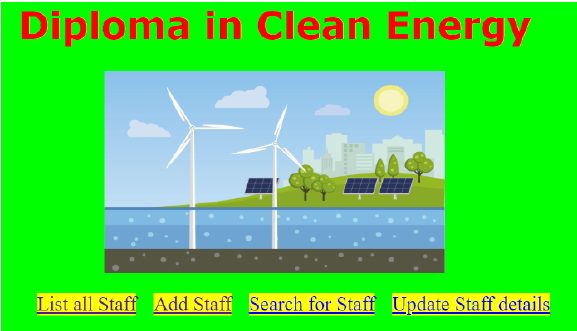 Diploma in Clean Energy
List all Staff Add Staff Search for Staff Update Staff details